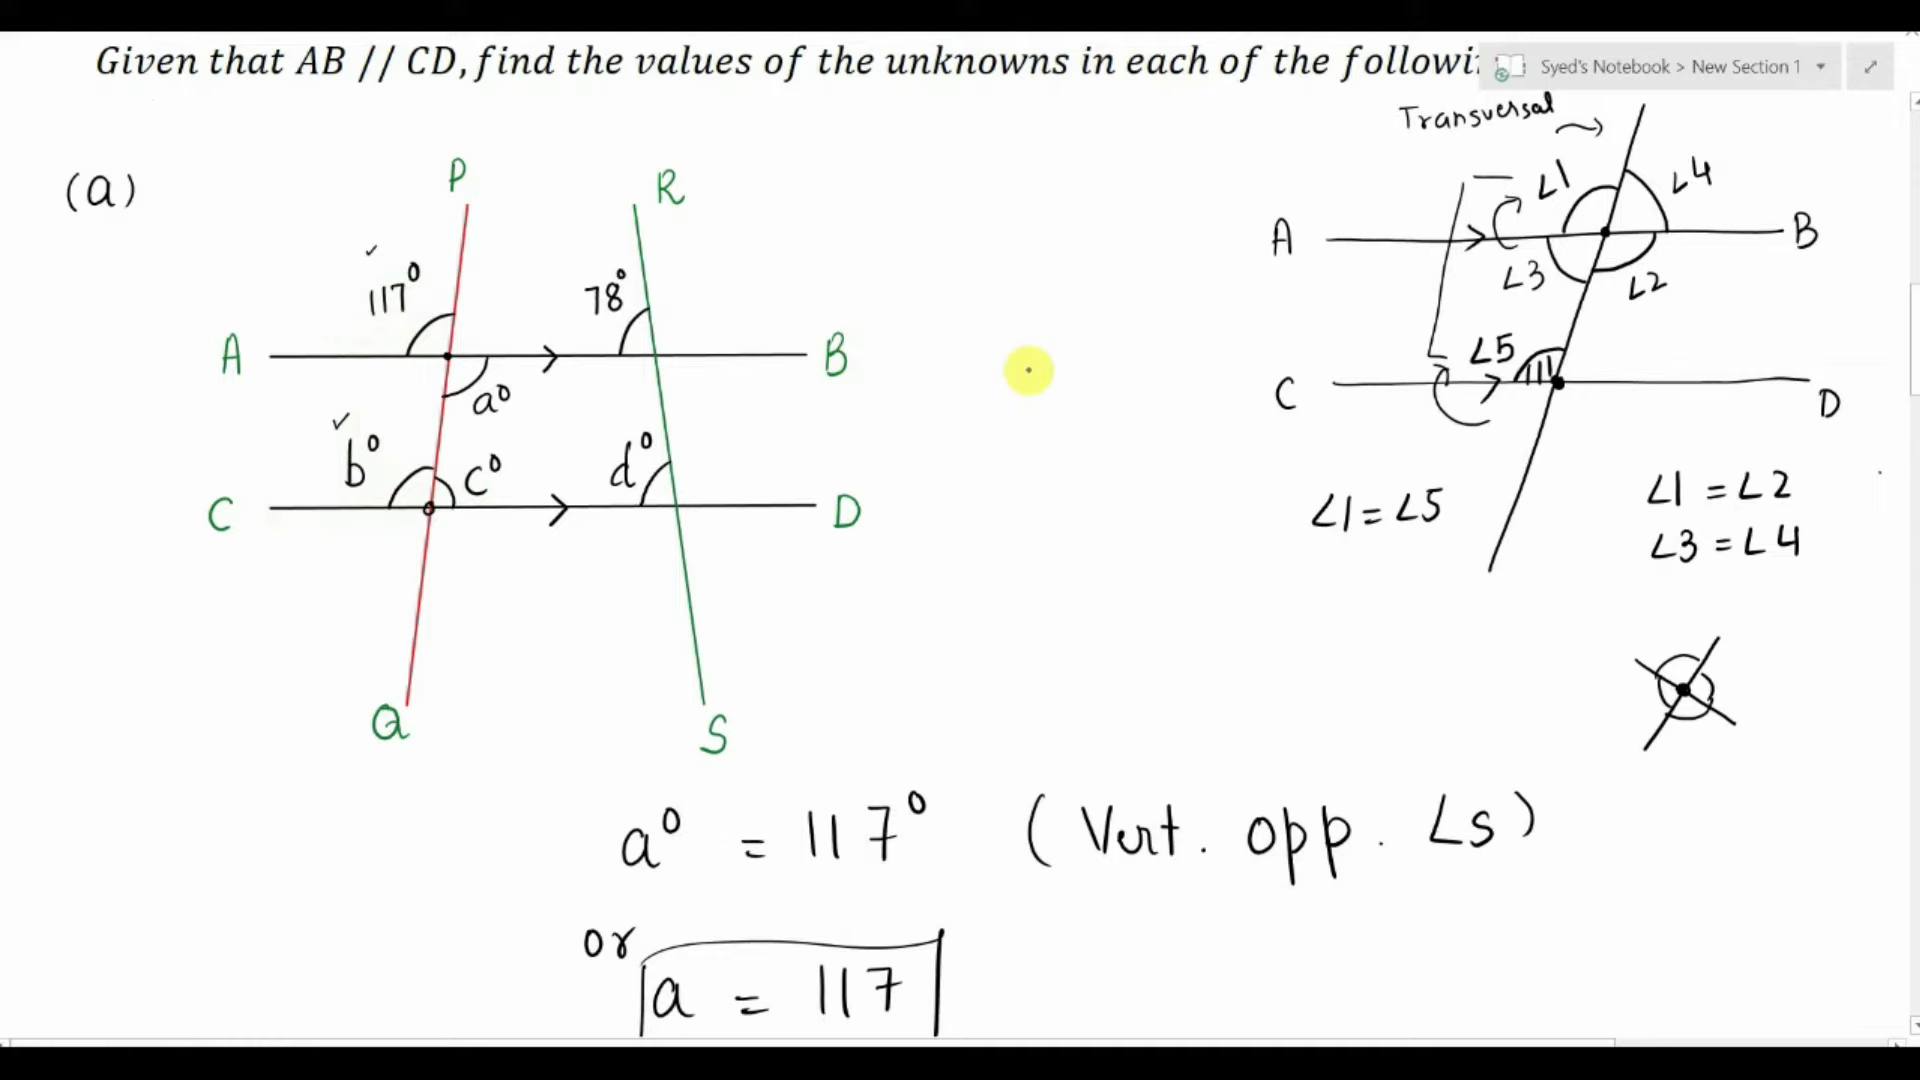 Given that AB // CD, find the values of the unknowns in each of the followi
Syed's Notebook > New Section 1
Transversal
(a)
P
R
∠1
∠4
117°
78°
A
B
A
B
∠3
∠2
a°
∠5
b°
c°
d°
C
D
C
D
∠1 = ∠5
∠1 = ∠2
∠3 = ∠4
Q
S
a° = 117° (Vert. opp. ∠s)
or
a = 117